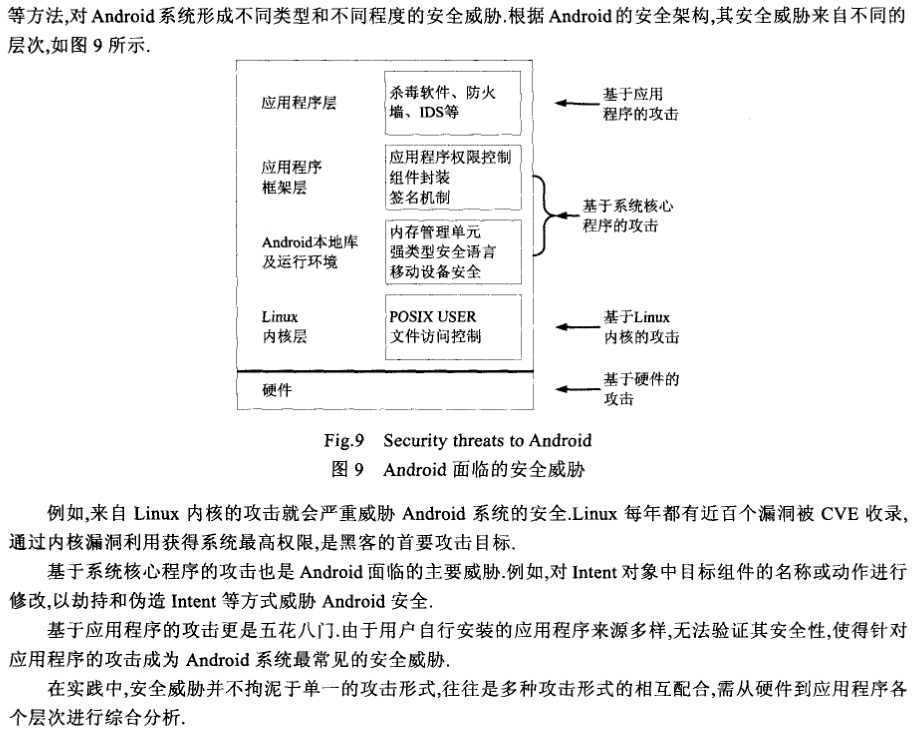 等方法,对 Android 系统形成不同类型和不同程度的安全威胁.根据 Android 的安全架构,其安全威胁来自不同的
层次,如图 9 所示.
应用程序层
杀毒软件、防火
墙、IDS等
基于应用
程序的攻击
应用程序
框架层
应用程序权限控制
组件封装
签名机制
基于系统核心
程序的攻击
Android本地库
及运行环境
内存管理单元
强类型安全语言
移动设备安全
Linux
内核层
POSIX USER
文件访问控制
基于Linux
内核的攻击
硬件
基于硬件的
攻击
Fig.9 Security threats to Android
图 9 Android 面临的安全威胁
例如,来自 Linux 内核的攻击就会严重威胁 Android 系统的安全.Linux 每年都有近百个漏洞被 CVE 收录,
通过内核漏洞利用获得系统最高权限,是黑客的首要攻击目标.
基于系统核心程序的攻击也是 Android 面临的主要威胁.例如,对 Intent 对象中目标组件的名称或动作进行
修改,以劫持和伪造 Intent 等方式威胁 Android 安全.
基于应用程序的攻击更是五花八门.由于用户自行安装的应用程序来源多样,无法验证其安全性,使得针对
应用程序的攻击成为 Android 系统最常见的安全威胁.
在实践中,安全威胁并不拘泥于单一的攻击形式,往往是多种攻击形式的相互配合,需从硬件到应用程序各
个层次进行综合分析.